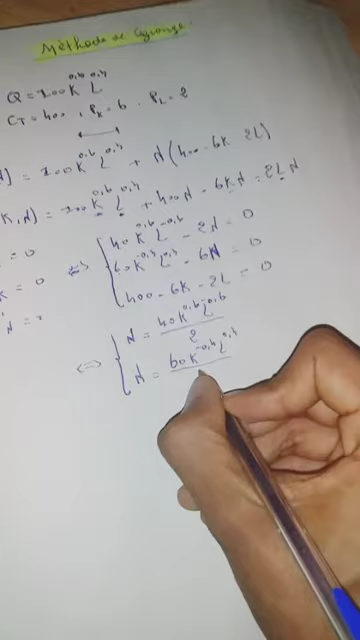 Méthode de Lagrange
Q = 100 K^0,6 L^0,4
CT = 400 , P_K = 6 , P_L = 2
λ] = 100 K^0,6 L^0,4 + λ(400 - 6K 2L)
K, λ) = 100 K^0,6 L^0,4 + 400λ - 6Kλ - 2Lλ
= 0
= 0
⇔ { 40 K^0,6 L^-0,6 - 2λ = 0
60 K^-0,4 L^0,4 - 6λ = 0
400 - 6K - 2L = 0
⇔ { λ = 40 K^0,6 L^-0,6 / 2
λ = 60 K^-0,4 L^0,4